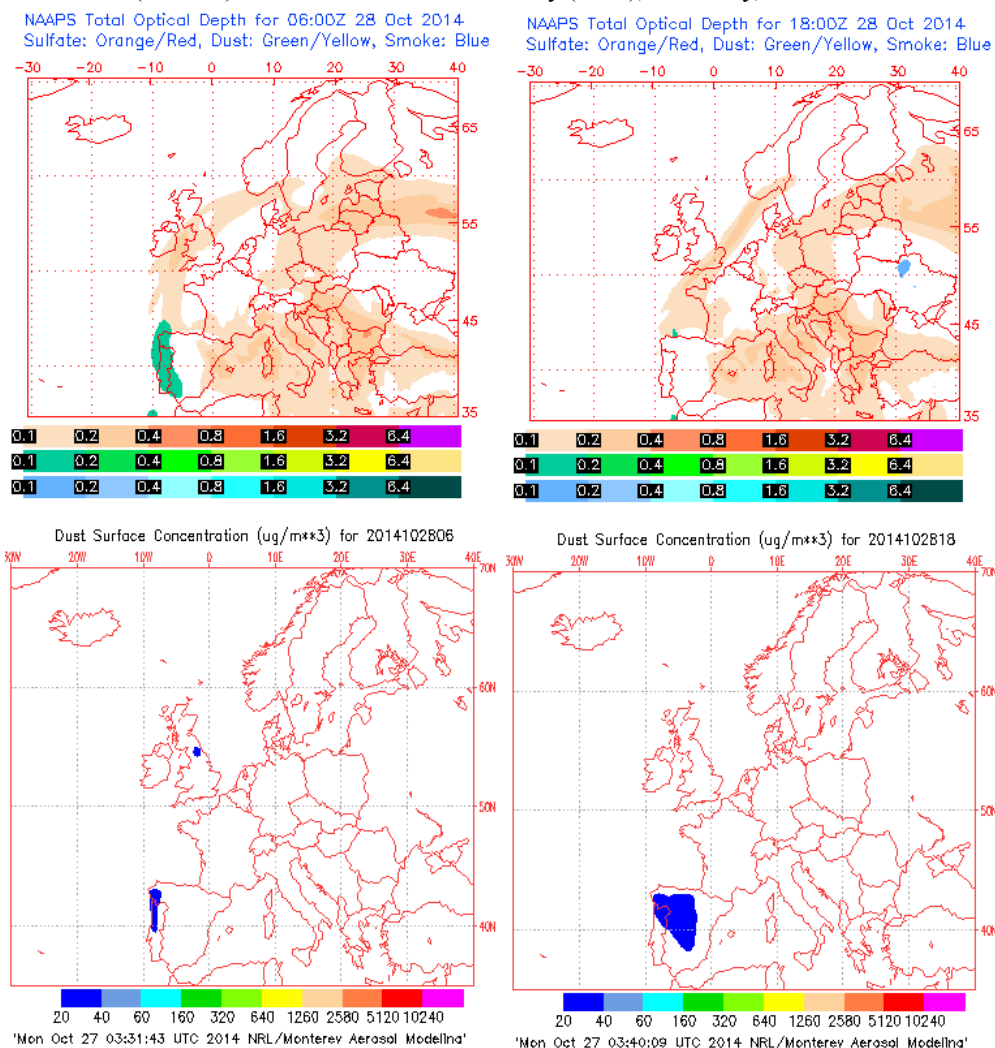 NAAPS Total Optical Depth for 06:00Z 28 Oct 2014
Sulfate: Orange/Red, Dust: Green/Yellow, Smoke: Blue
-30 -20 -10 0 10 20 30 40
65
55
45
35
0.1 0.2 0.4 0.8 1.6 3.2 6.4
0.1 0.2 0.4 0.8 1.6 3.2 6.4
0.1 0.2 0.4 0.8 1.6 3.2 6.4
NAAPS Total Optical Depth for 18:00Z 28 Oct 2014
Sulfate: Orange/Red, Dust: Green/Yellow, Smoke: Blue
-30 -20 -10 0 10 20 30 40
65
55
45
35
0.1 0.2 0.4 0.8 1.6 3.2 6.4
0.1 0.2 0.4 0.8 1.6 3.2 6.4
0.1 0.2 0.4 0.8 1.6 3.2 6.4
Dust Surface Concentration (ug/m**3) for 2014102806
30W 20W 10W 0 10E 20E 30E 40E
70N
60N
50N
40N
20 40 60 160 320 640 1260 2580 5120 10240
'Mon Oct 27 03:31:43 UTC 2014 NRL/Monterey Aerosol Modeling'
Dust Surface Concentration (ug/m**3) for 2014102818
30W 20W 10W 0 10E 20E 30E 40E
70N
60N
50N
40N
20 40 60 160 320 640 1260 2580 5120 10240
'Mon Oct 27 03:40:09 UTC 2014 NRL/Monterey Aerosol Modeling'